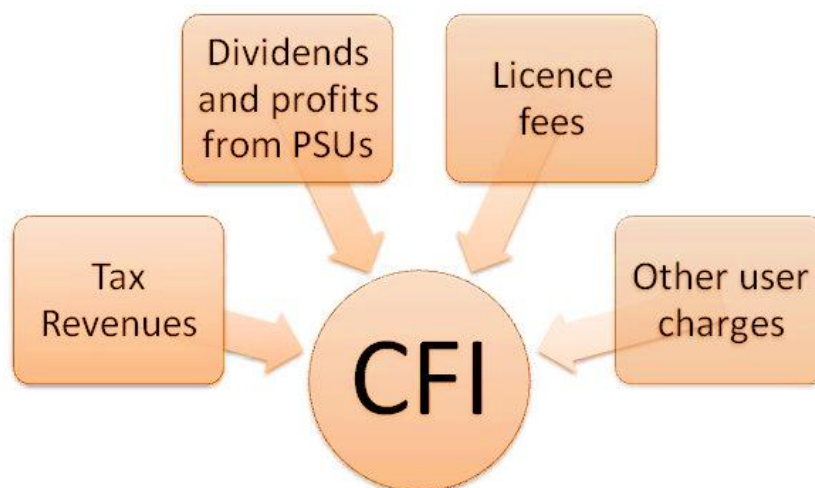 Dividends
and profits
from PSUs
Licence
fees
Tax
Revenues
Other user
charges
CFI